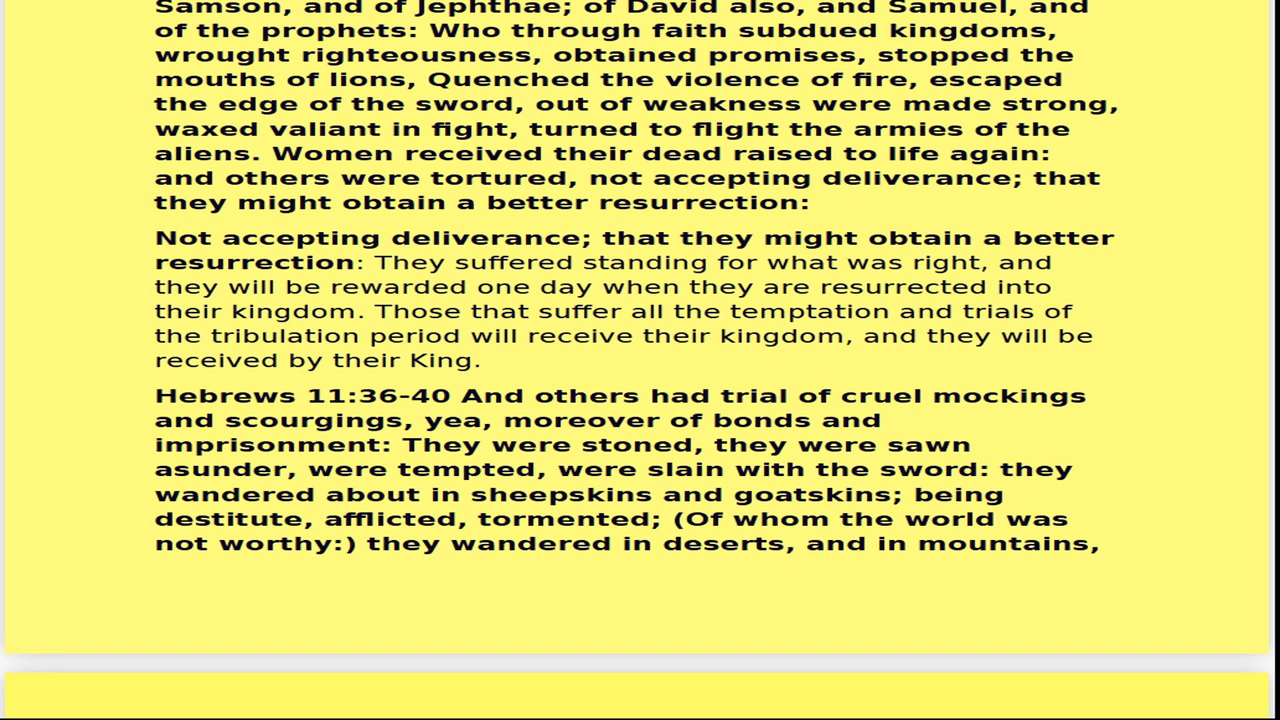 Samson, and of Jephthae; of David also, and Samuel, and
of the prophets: Who through faith subdued kingdoms,
wrought righteousness, obtained promises, stopped the
mouths of lions, Quenched the violence of fire, escaped
the edge of the sword, out of weakness were made strong,
waxed valiant in fight, turned to flight the armies of the
aliens. Women received their dead raised to life again:
and others were tortured, not accepting deliverance; that
they might obtain a better resurrection:
Not accepting deliverance; that they might obtain a better
resurrection: They suffered standing for what was right, and
they will be rewarded one day when they are resurrected into
their kingdom. Those that suffer all the temptation and trials of
the tribulation period will receive their kingdom, and they will be
received by their King.
Hebrews 11:36-40 And others had trial of cruel mockings
and scourgings, yea, moreover of bonds and
imprisonment: They were stoned, they were sawn
asunder, were tempted, were slain with the sword: they
wandered about in sheepskins and goatskins; being
destitute, afflicted, tormented; (Of whom the world was
not worthy:) they wandered in deserts, and in mountains,